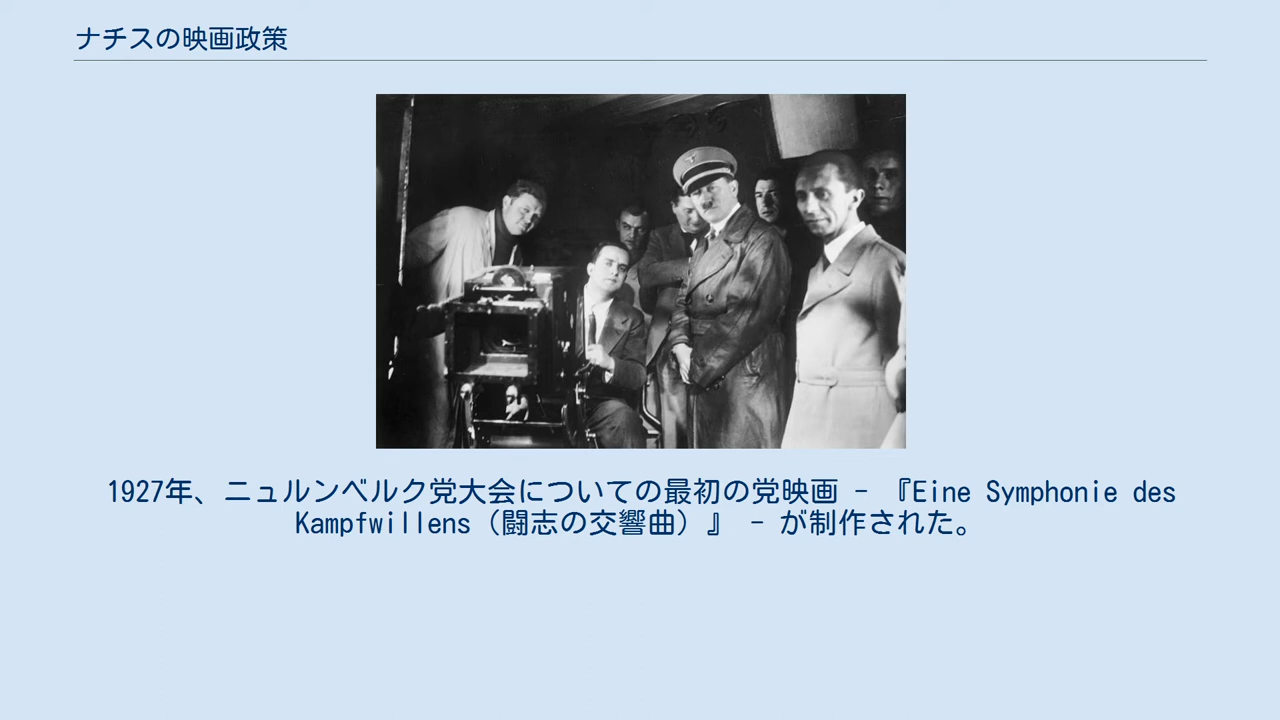 ナチスの映画政策
1927年、ニュルンベルク党大会についての最初の党映画 - 『Eine Symphonie des
Kampfwillens（闘志の交響曲）』 - が制作された。